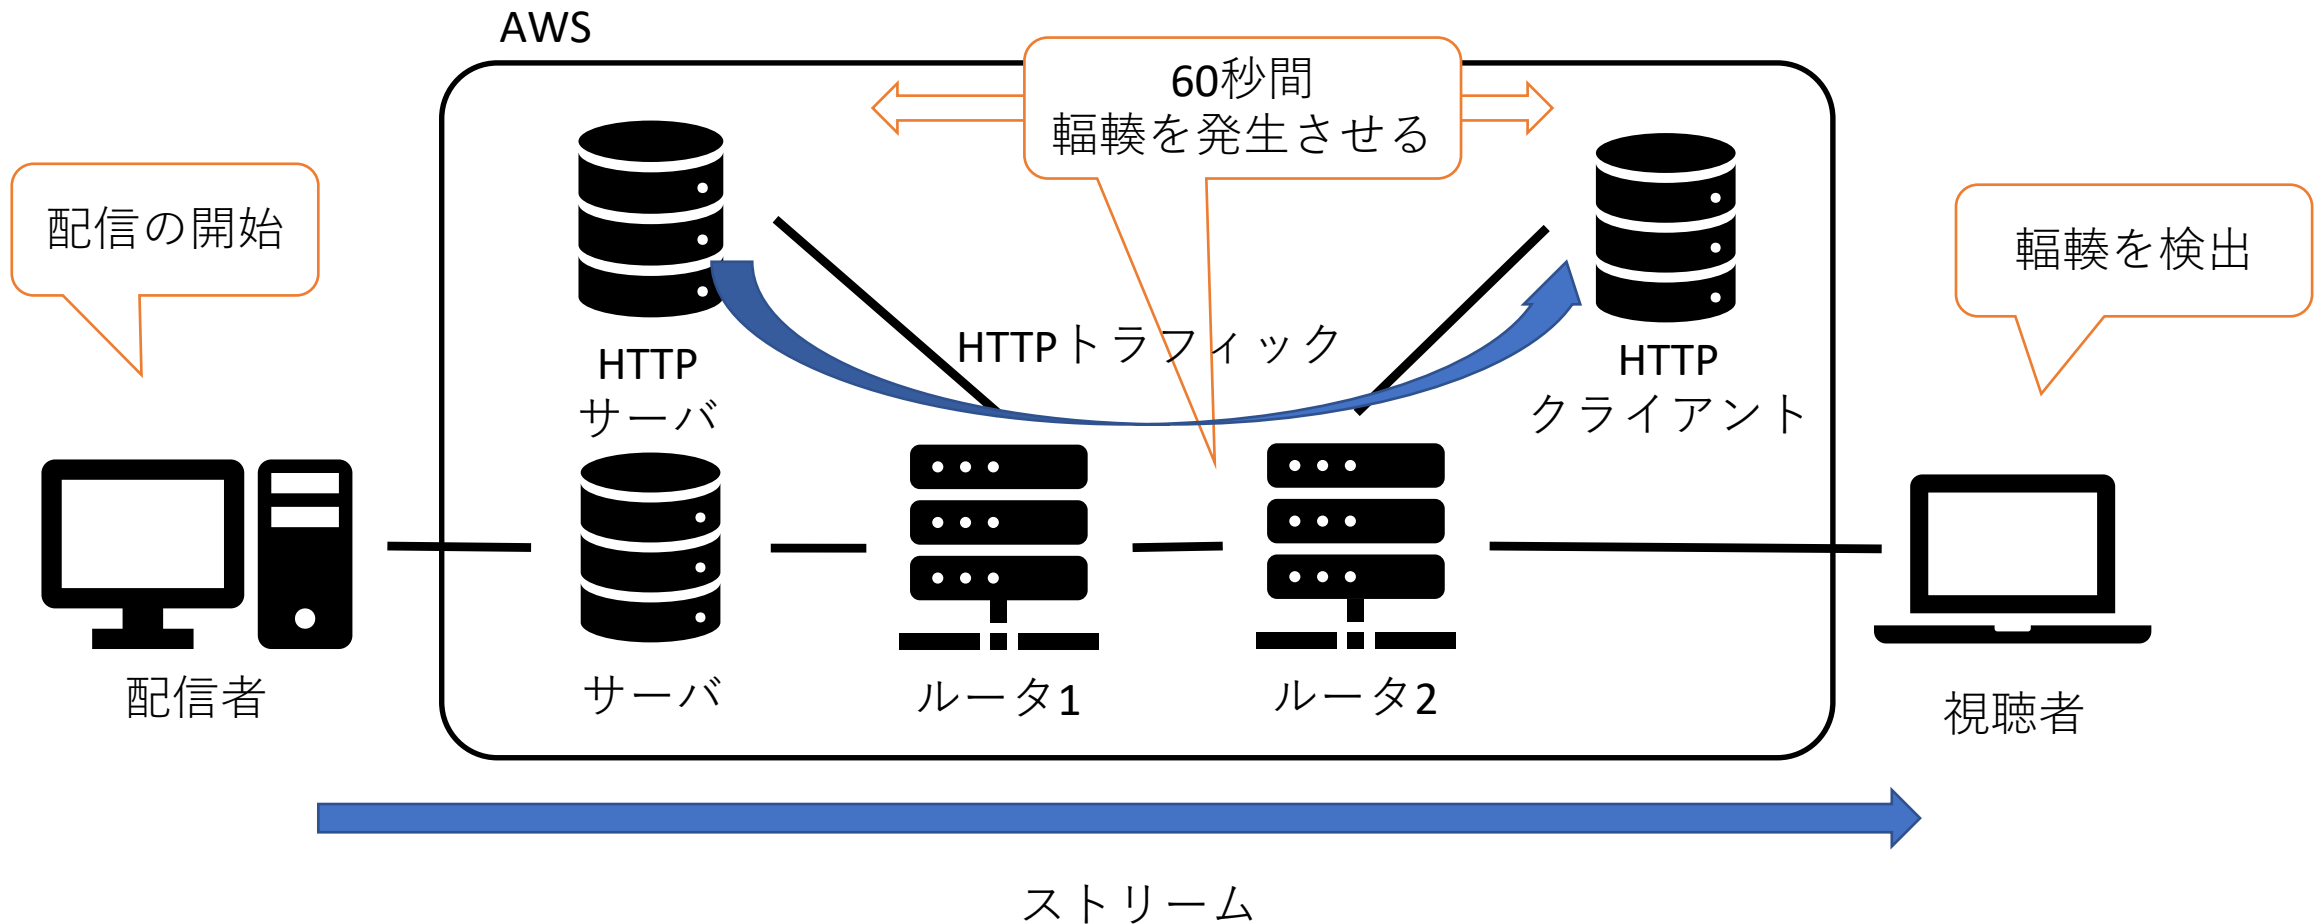 AWS
60秒間
輻輳を発生させる
配信の開始
輻輳を検出
HTTPトラフィック
HTTP
サーバ
HTTP
クライアント
配信者
サーバ
ルータ1
ルータ2
視聴者
ストリーム